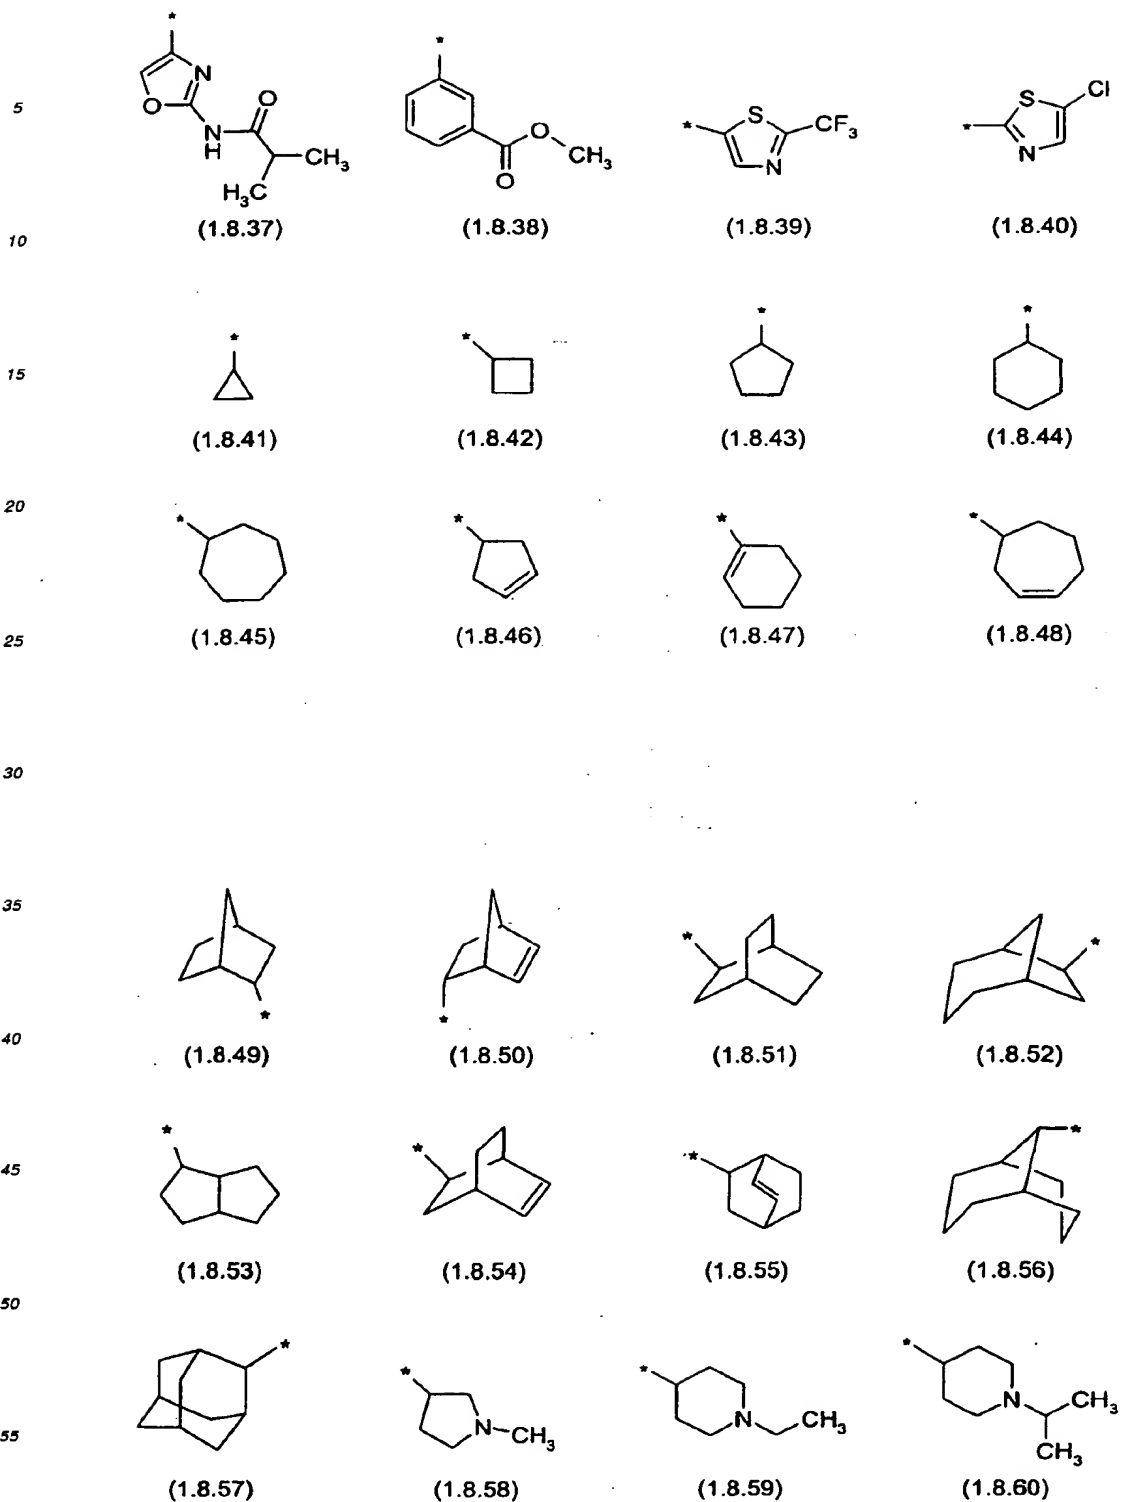 *
N
O
O
N
H
CH3
H3C
(1.8.37)
*
O
CH3
O
(1.8.38)
5
*
S
CF3
N
(1.8.39)
*
S
Cl
N
(1.8.40)
10
*
*
*
*
15
(1.8.41) (1.8.42) (1.8.43) (1.8.44)
20
*
*
*
*
(1.8.45) (1.8.46) (1.8.47) (1.8.48)
25
30
35
*
*
*
*
40
(1.8.49) (1.8.50) (1.8.51) (1.8.52)
*
*
*
*
45
(1.8.53) (1.8.54) (1.8.55) (1.8.56)
50
*
*
N-CH3
*
N
CH3
*
N
CH3
CH3
55
(1.8.57) (1.8.58) (1.8.59) (1.8.60)